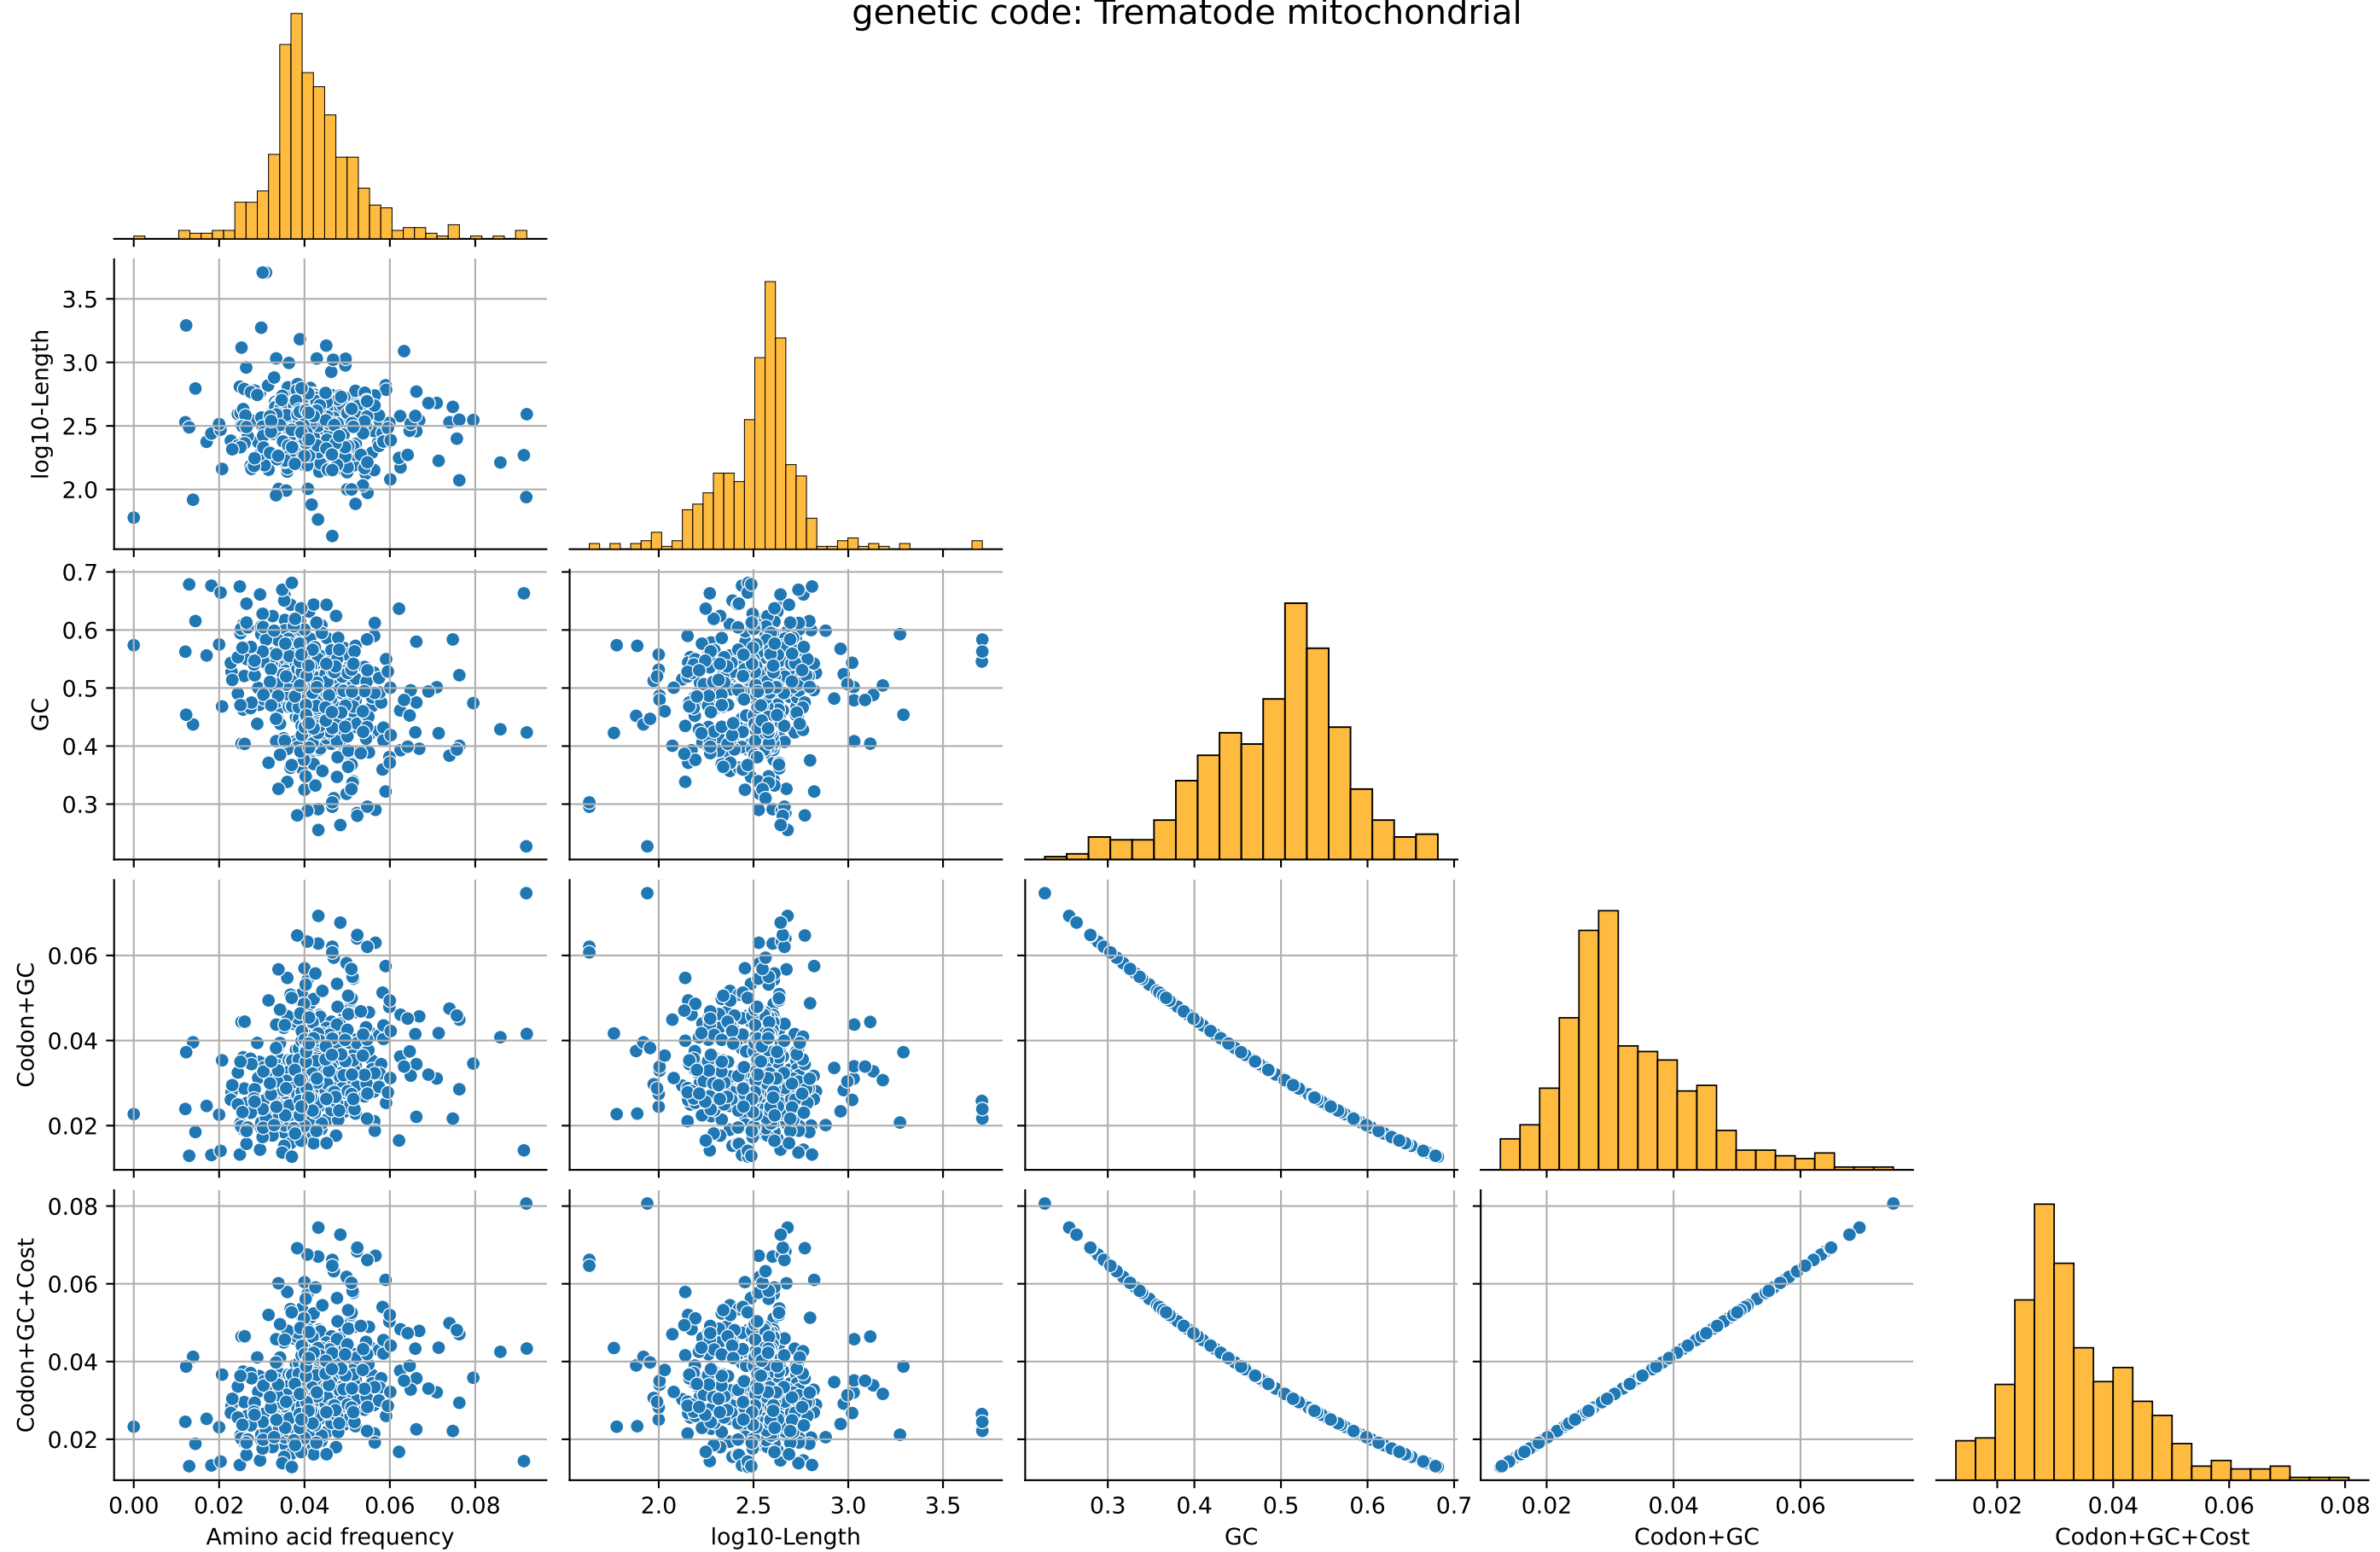 genetic code: Trematode mitochondrial
log10-Length
3.5
3.0
2.5
2.0
GC
0.7
0.6
0.5
0.4
0.3
Codon+GC
0.06
0.04
0.02
Codon+GC+Cost
0.08
0.06
0.04
0.02
0.00 0.02 0.04 0.06 0.08
Amino acid frequency
2.0 2.5 3.0 3.5
log10-Length
0.3 0.4 0.5 0.6 0.7
GC
0.02 0.04 0.06
Codon+GC
0.02 0.04 0.06 0.08
Codon+GC+Cost